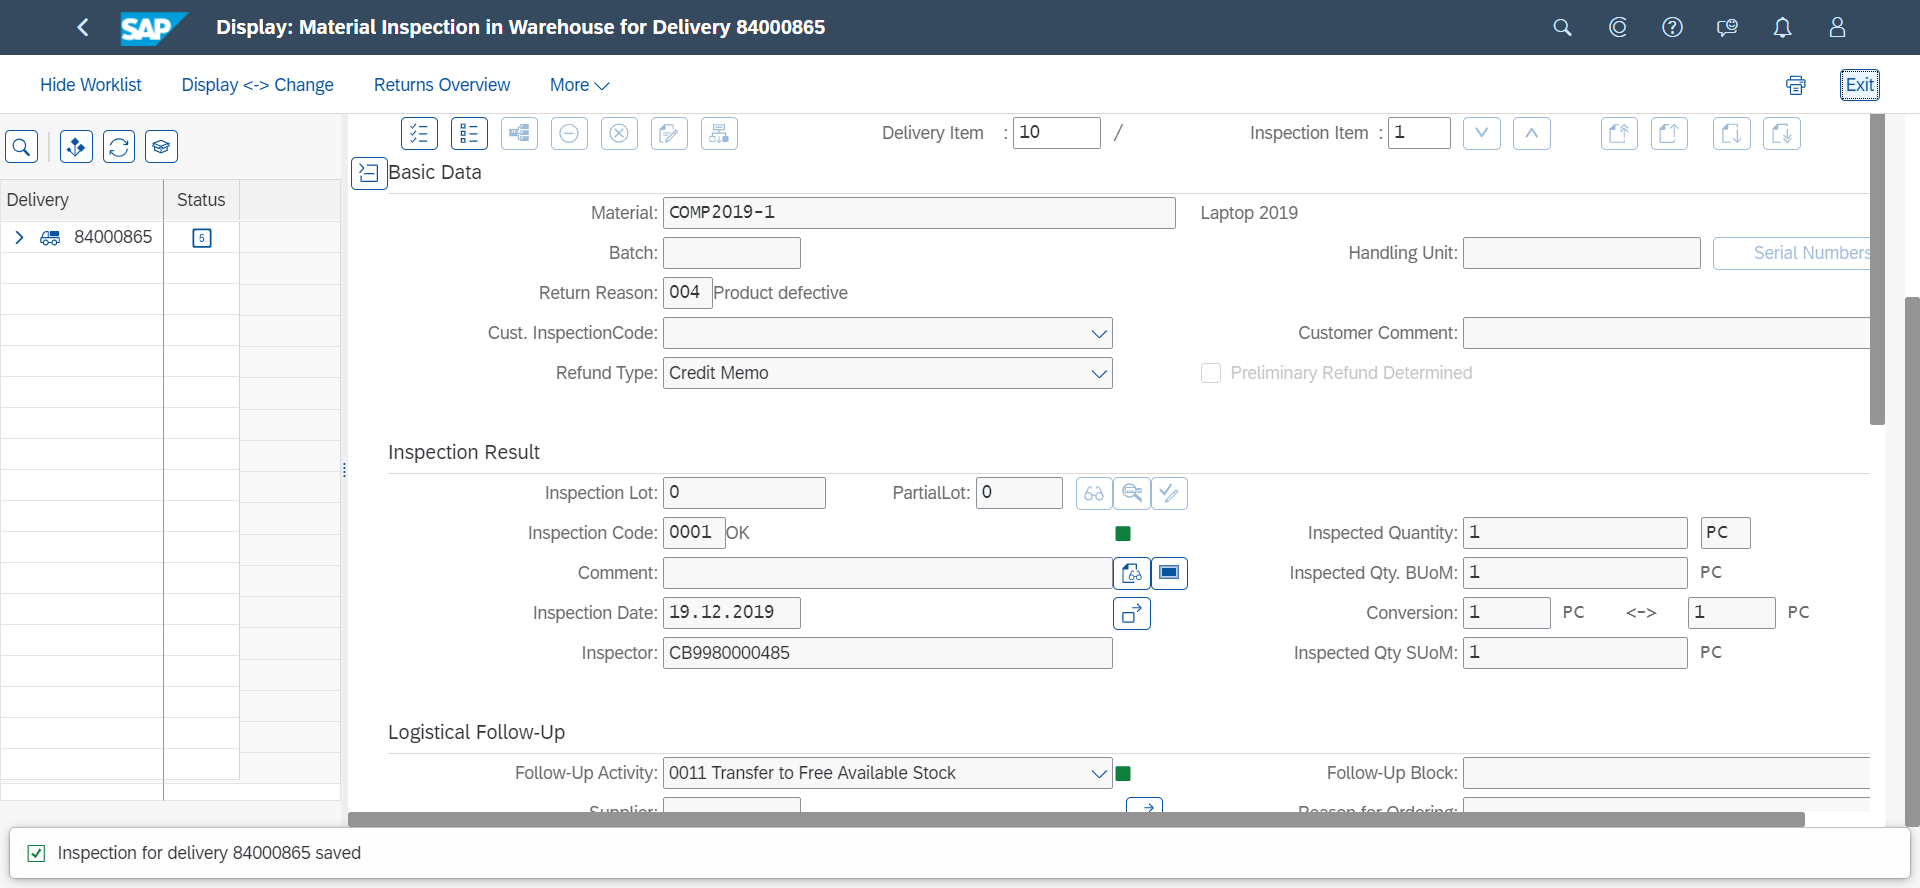 SAP Display: Material Inspection in Warehouse for Delivery 84000865
Hide Worklist Display <-> Change Returns Overview More Exit
Delivery Item : 10 / Inspection Item : 1
Basic Data
Delivery Status
Material: COMP2019-1 Laptop 2019
84000865 5
Batch: Handling Unit: Serial Numbers
Return Reason: 004 Product defective
Cust. InspectionCode: Customer Comment:
Refund Type: Credit Memo Preliminary Refund Determined
Inspection Result
Inspection Lot: 0 PartialLot: 0
Inspection Code: 0001 OK Inspected Quantity: 1 PC
Comment: Inspected Qty. BUoM: 1 PC
Inspection Date: 19.12.2019 Conversion: 1 PC <-> 1 PC
Inspector: CB9980000485 Inspected Qty SUoM: 1 PC
Logistical Follow-Up
Follow-Up Activity: 0011 Transfer to Free Available Stock Follow-Up Block:
Supplier: Reason for Ordering:
Inspection for delivery 84000865 saved